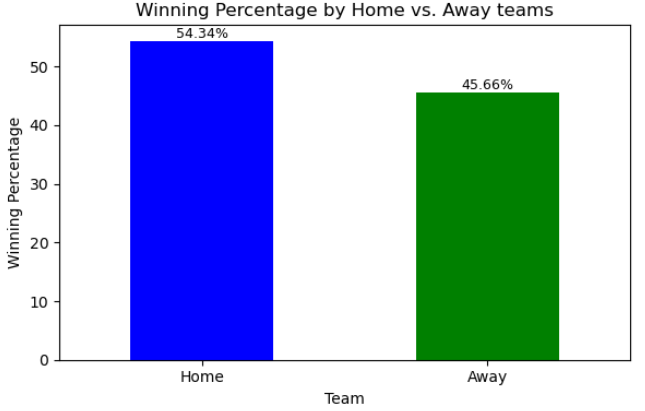 Winning Percentage by Home vs. Away teams
54.34%
45.66%
50
40
30
20
10
0
Winning Percentage
Home
Away
Team